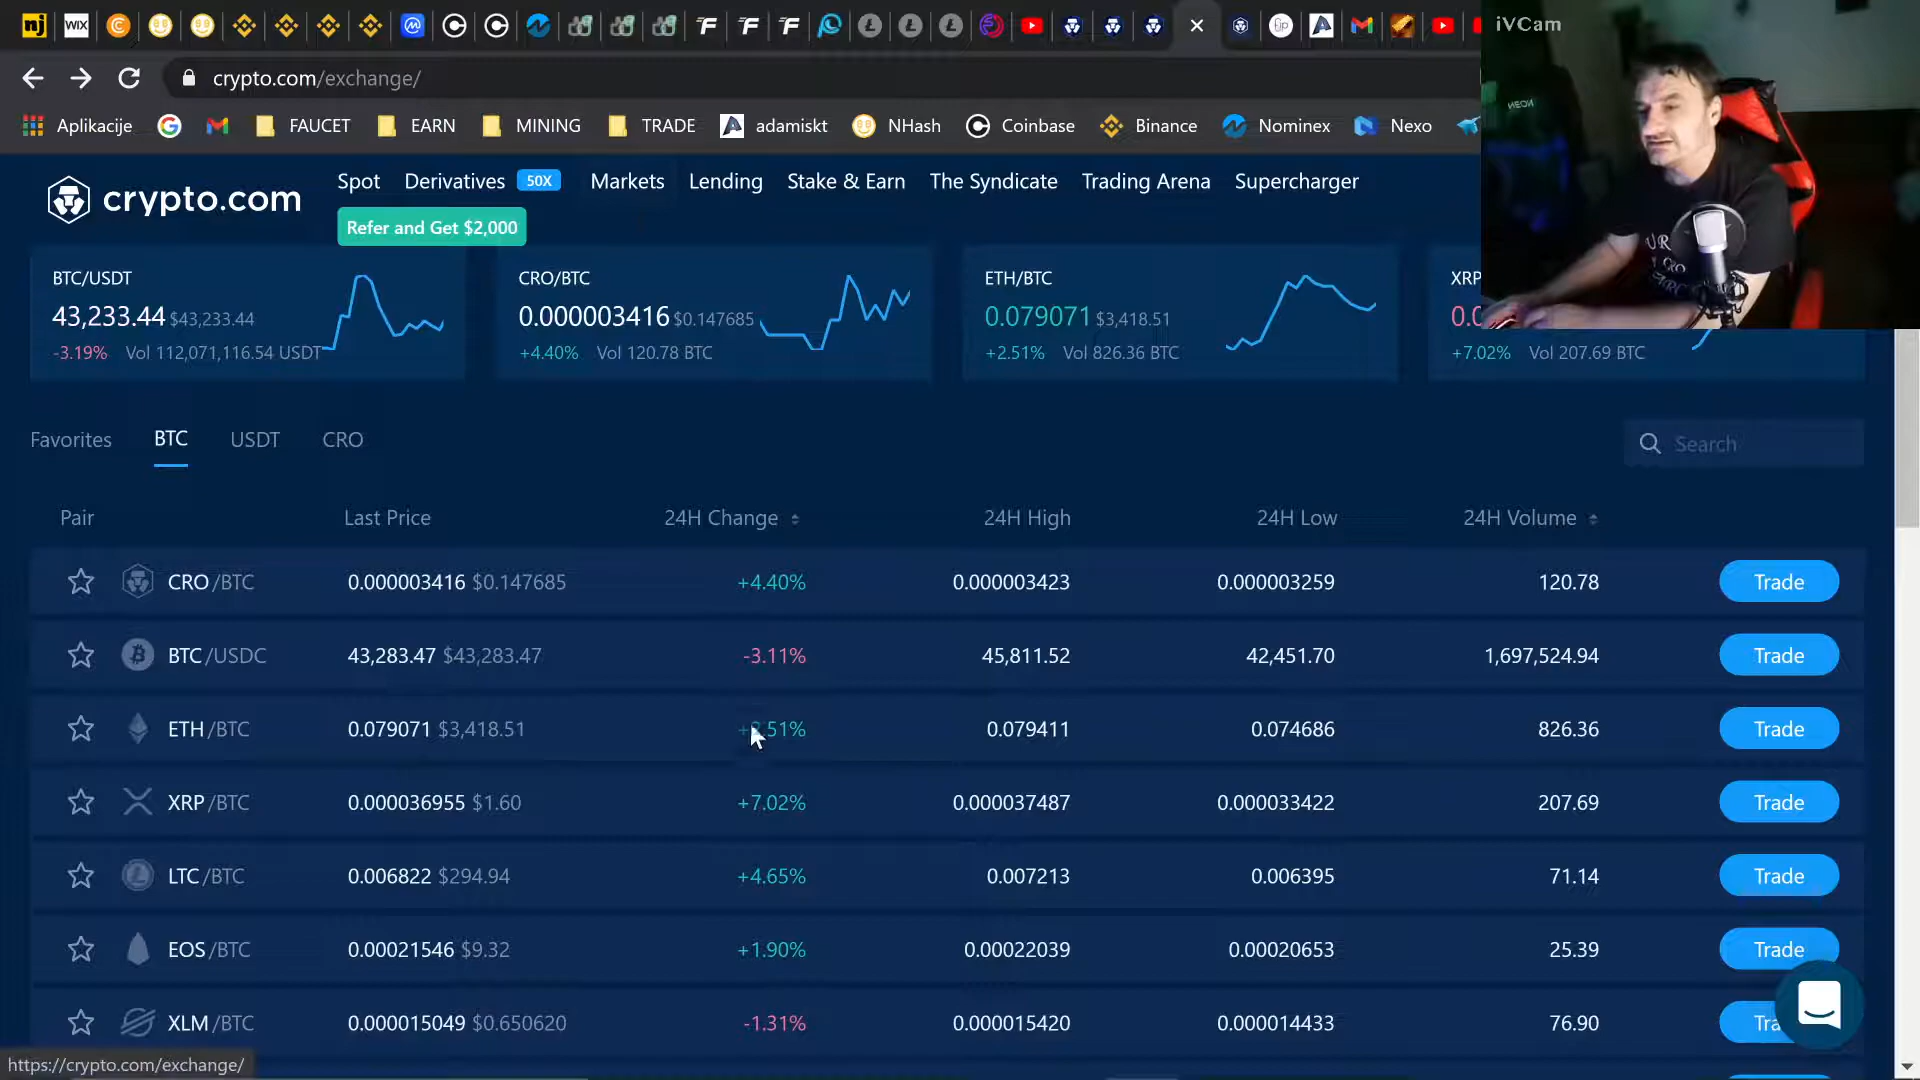 iVCam
nj WIX
NEON
crypto.com/exchange/
Aplikacije FAUCET EARN MINING TRADE adamiskt NHash Coinbase Binance Nominex Nexo
crypto.com
Spot Derivatives 50X Markets Lending Stake & Earn The Syndicate Trading Arena Supercharger
Refer and Get $2,000
BTC/USDT
43,233.44 $43,233.44
-3.19% Vol 112,071,116.54 USDT
CRO/BTC
0.000003416 $0.147685
+4.40% Vol 120.78 BTC
ETH/BTC
0.079071 $3,418.51
+2.51% Vol 826.36 BTC
XRP
0.0
+7.02% Vol 207.69 BTC
Favorites BTC USDT CRO Search
Pair Last Price 24H Change 24H High 24H Low 24H Volume
CRO/BTC 0.000003416 $0.147685 +4.40% 0.000003423 0.000003259 120.78 Trade
BTC/USDC 43,283.47 $43,283.47 -3.11% 45,811.52 42,451.70 1,697,524.94 Trade
ETH/BTC 0.079071 $3,418.51 +2.51% 0.079411 0.074686 826.36 Trade
XRP/BTC 0.000036955 $1.60 +7.02% 0.000037487 0.000033422 207.69 Trade
LTC/BTC 0.006822 $294.94 +4.65% 0.007213 0.006395 71.14 Trade
EOS/BTC 0.00021546 $9.32 +1.90% 0.00022039 0.00020653 25.39 Trade
XLM/BTC 0.000015049 $0.650620 -1.31% 0.000015420 0.000014433 76.90 Tra
https://crypto.com/exchange/